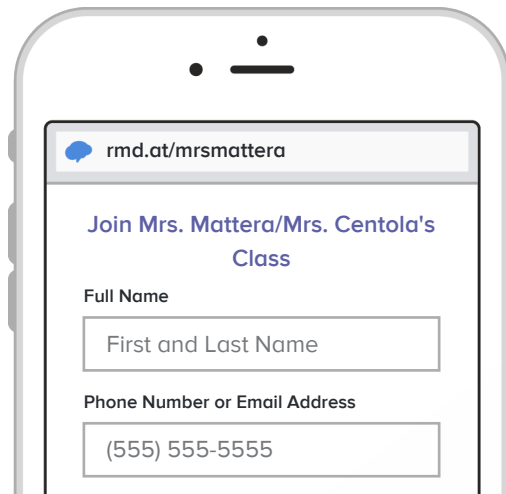 rmd.at/mrsmattera
Join Mrs. Mattera/Mrs. Centola's
Class
Full Name
First and Last Name
Phone Number or Email Address
(555) 555-5555